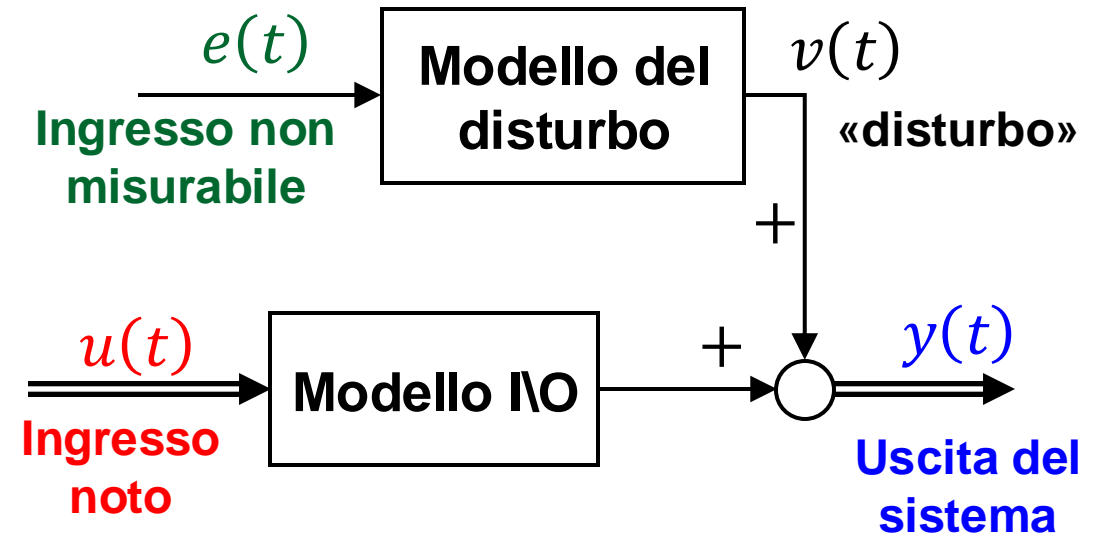 e(t)
Ingresso non
misurabile
Modello del
disturbo
v(t)
«disturbo»
+
u(t)
Ingresso
noto
Modello I\O
+
y(t)
Uscita del
sistema